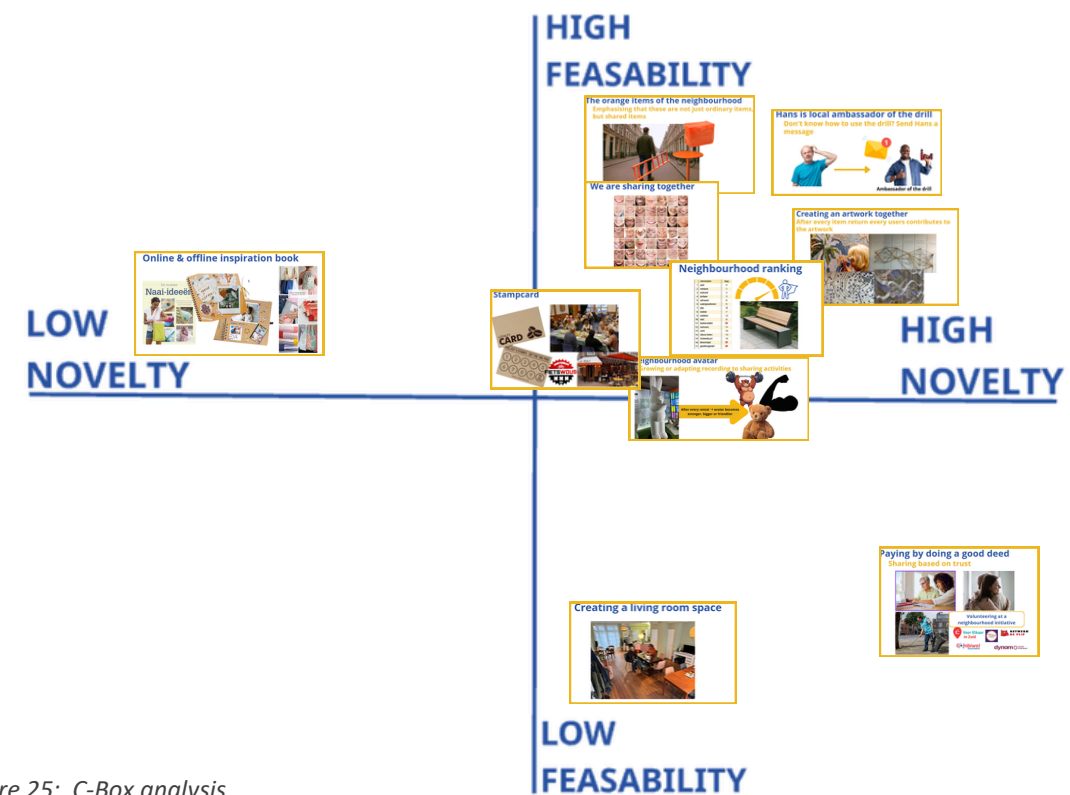 HIGH
FEASABILITY
The orange items of the neighbourhood
Emphasising that these are not just ordinary items,
but shared items
Hans is local ambassador of the drill
Don't know how to use the drill? Send Hans a
message
1
Ambassador of the drill
We are sharing together
Creating an artwork together
After every item return every users contributes to
the artwork
Online & offline inspiration book
Naai-ideeën
Neighbourhood ranking
Stampcard
CARD
LOW
NOVELTY
HIGH
NOVELTY
eighbourhood avatar
Growing or adapting recording to sharing activities
Paying by doing a good deed
Sharing based on trust
Volunteering at a
neighbourhood initiative
dynamo
Creating a living room space
LOW
FEASABILITY
re 25: C-Box analysis